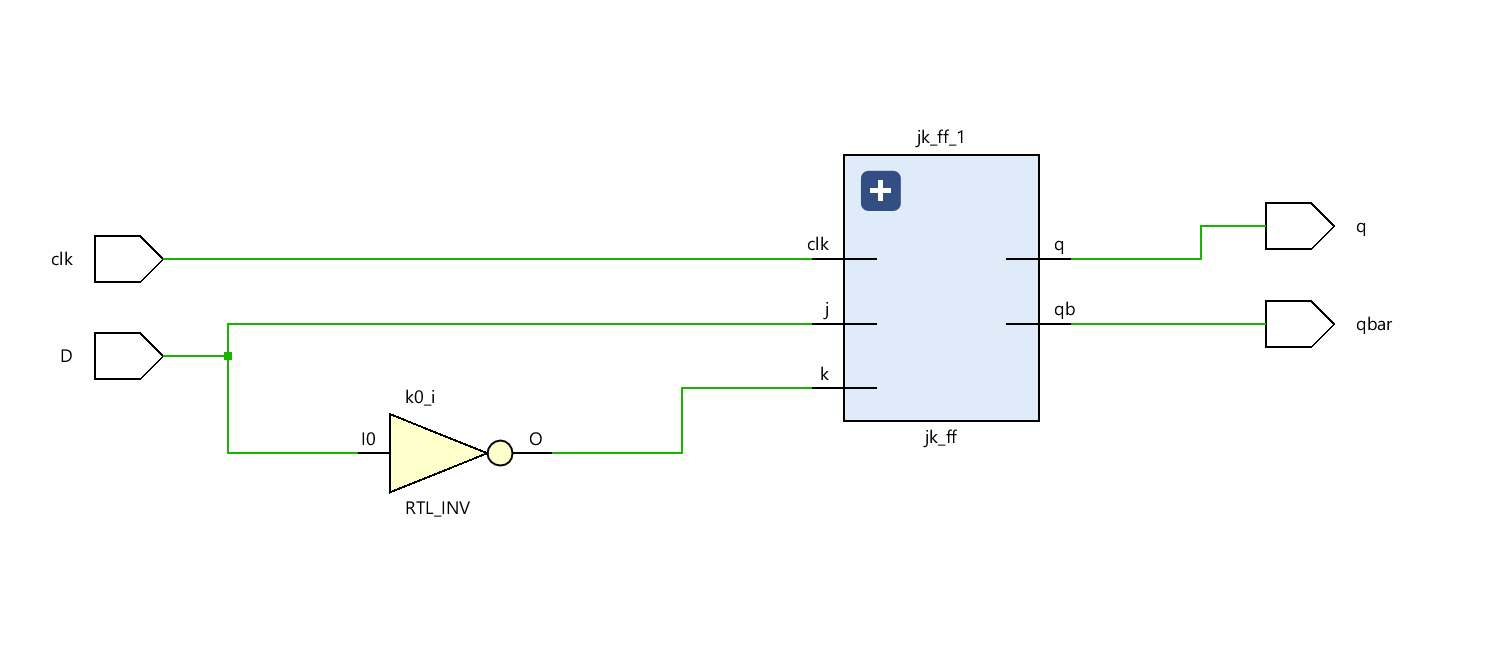 jk_ff_1
clk
clk
q
q
j
qb
qbar
D
k
k0_i
I0
O
jk_ff
RTL_INV